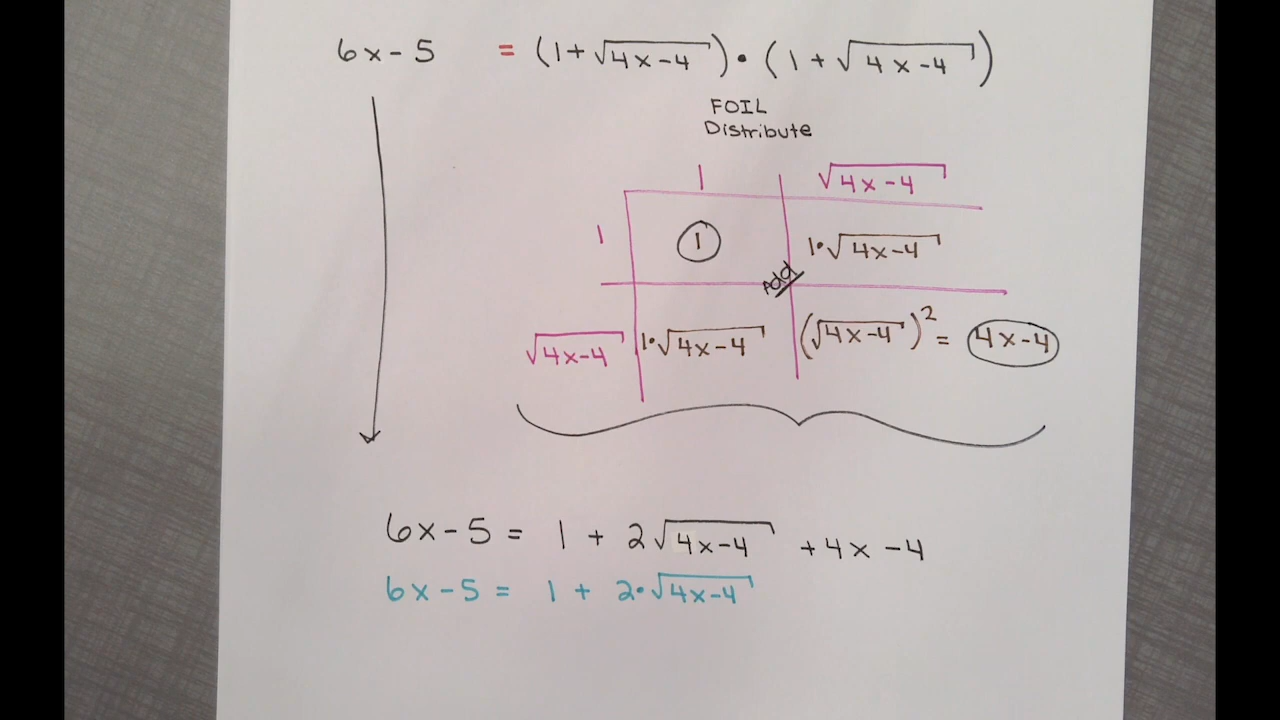 6x - 5 = (1 + √4x-4) • (1 + √4x-4)
FOIL
Distribute
1 √4x-4
1 1 1•√4x-4
Add
√4x-4 1•√4x-4 (√4x-4)² = 4x-4
6x - 5 = 1 + 2√4x-4 + 4x - 4
6x - 5 = 1 + 2•√4x-4